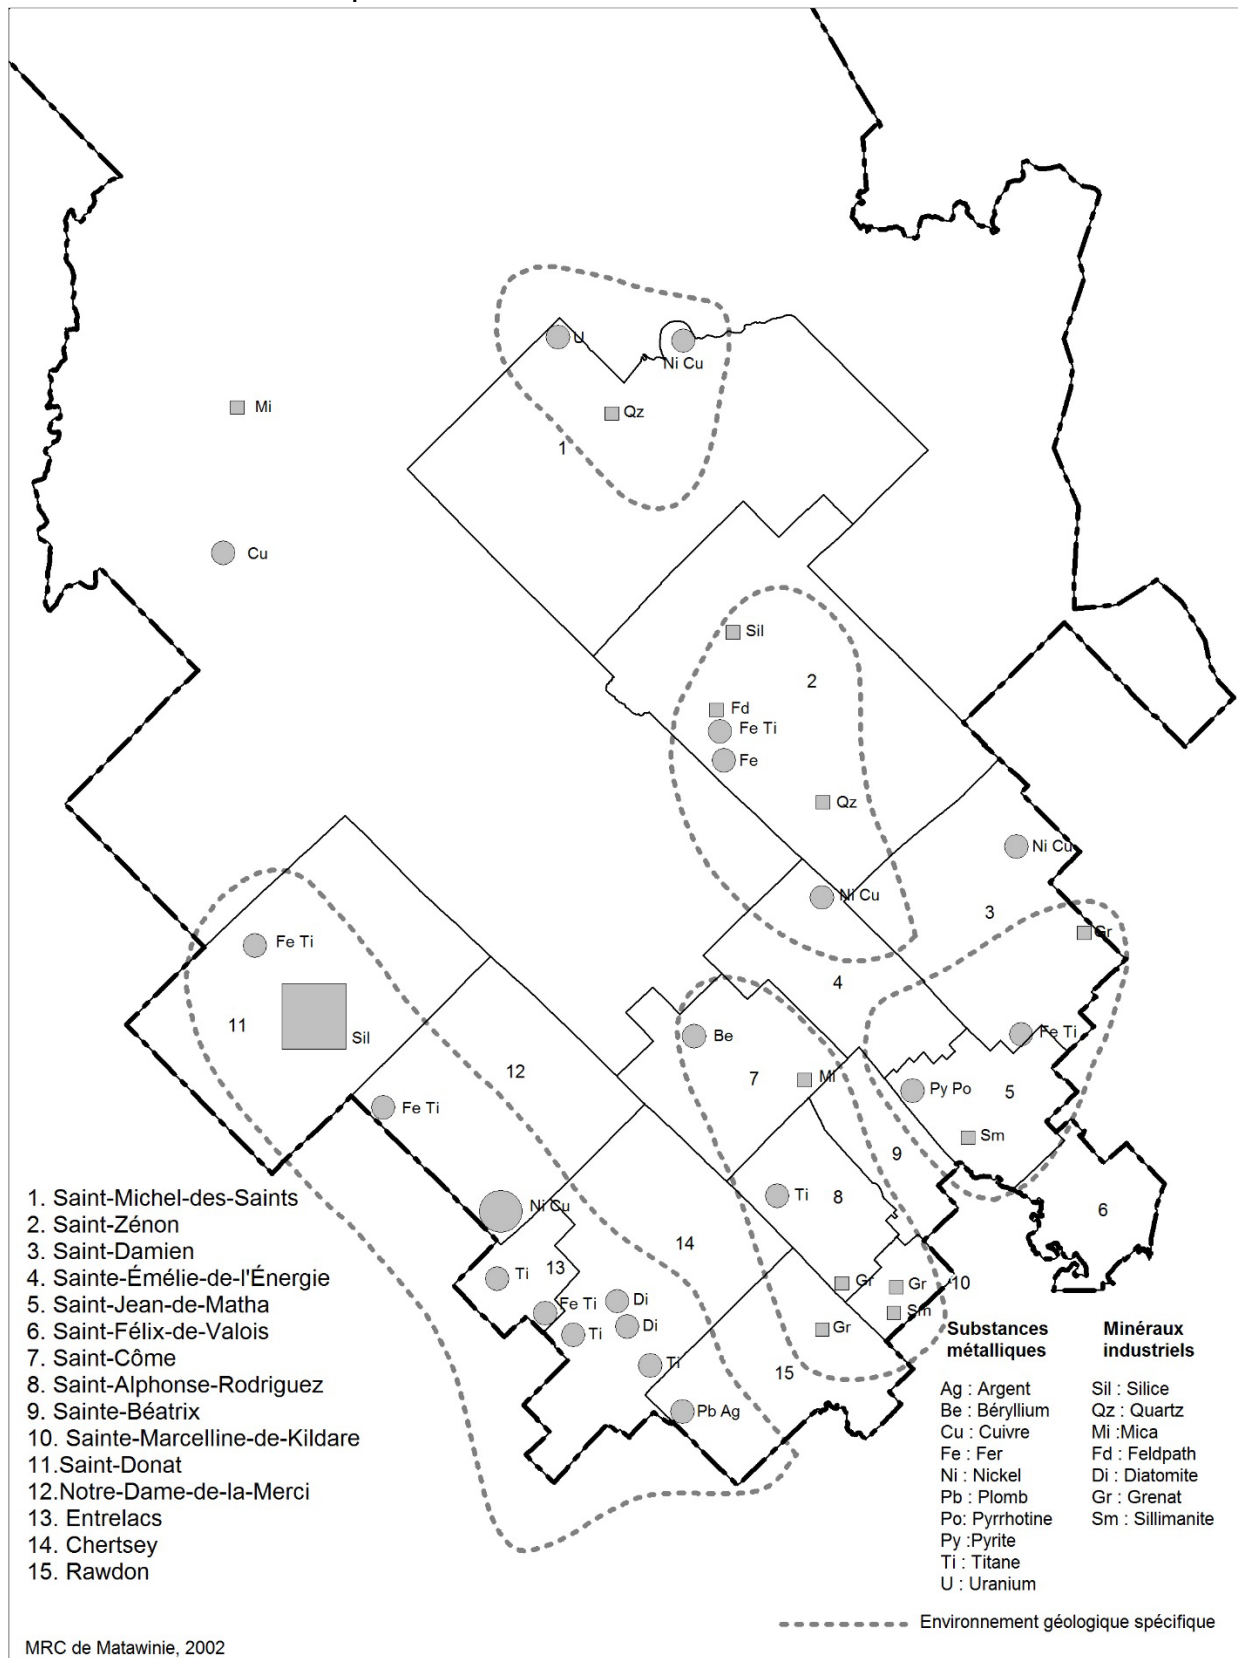 U
Ni Cu
Mi
Qz
1
Cu
Sil
2
Fd
Fe Ti
Fe
Qz
Ni Cu
Ni Cu
3
Gr
Fe Ti
4
11
Sil
Be
Fe Ti
12
7
Mi
Py Po
5
Fe Ti
Sm
9
Ti
8
Ni Cu
6
14
13
Ti
Gr
Gr
10
Fe Ti
Di
Sm
Ti
Di
Gr
Ti
15
Pb Ag
1. Saint-Michel-des-Saints
2. Saint-Zénon
3. Saint-Damien
4. Sainte-Émélie-de-l'Énergie
5. Saint-Jean-de-Matha
6. Saint-Félix-de-Valois
7. Saint-Côme
8. Saint-Alphonse-Rodriguez
9. Sainte-Béatrix
10. Sainte-Marcelline-de-Kildare
11.Saint-Donat
12.Notre-Dame-de-la-Merci
13. Entrelacs
14. Chertsey
15. Rawdon
Substances
métalliques
Ag : Argent
Be : Béryllium
Cu : Cuivre
Fe : Fer
Ni : Nickel
Pb : Plomb
Po: Pyrrhotine
Py :Pyrite
Ti : Titane
U : Uranium
Minéraux
industriels
Sil : Silice
Qz : Quartz
Mi :Mica
Fd : Feldpath
Di : Diatomite
Gr : Grenat
Sm : Sillimanite
Environnement géologique spécifique
MRC de Matawinie, 2002